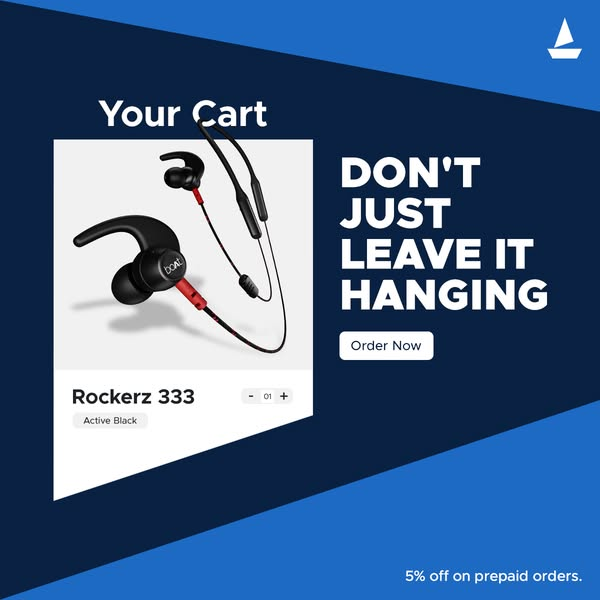 Your Cart
DON'T
JUST
LEAVE IT
HANGING
boAt
Order Now
Rockerz 333
- 01 +
Active Black
5% off on prepaid orders.